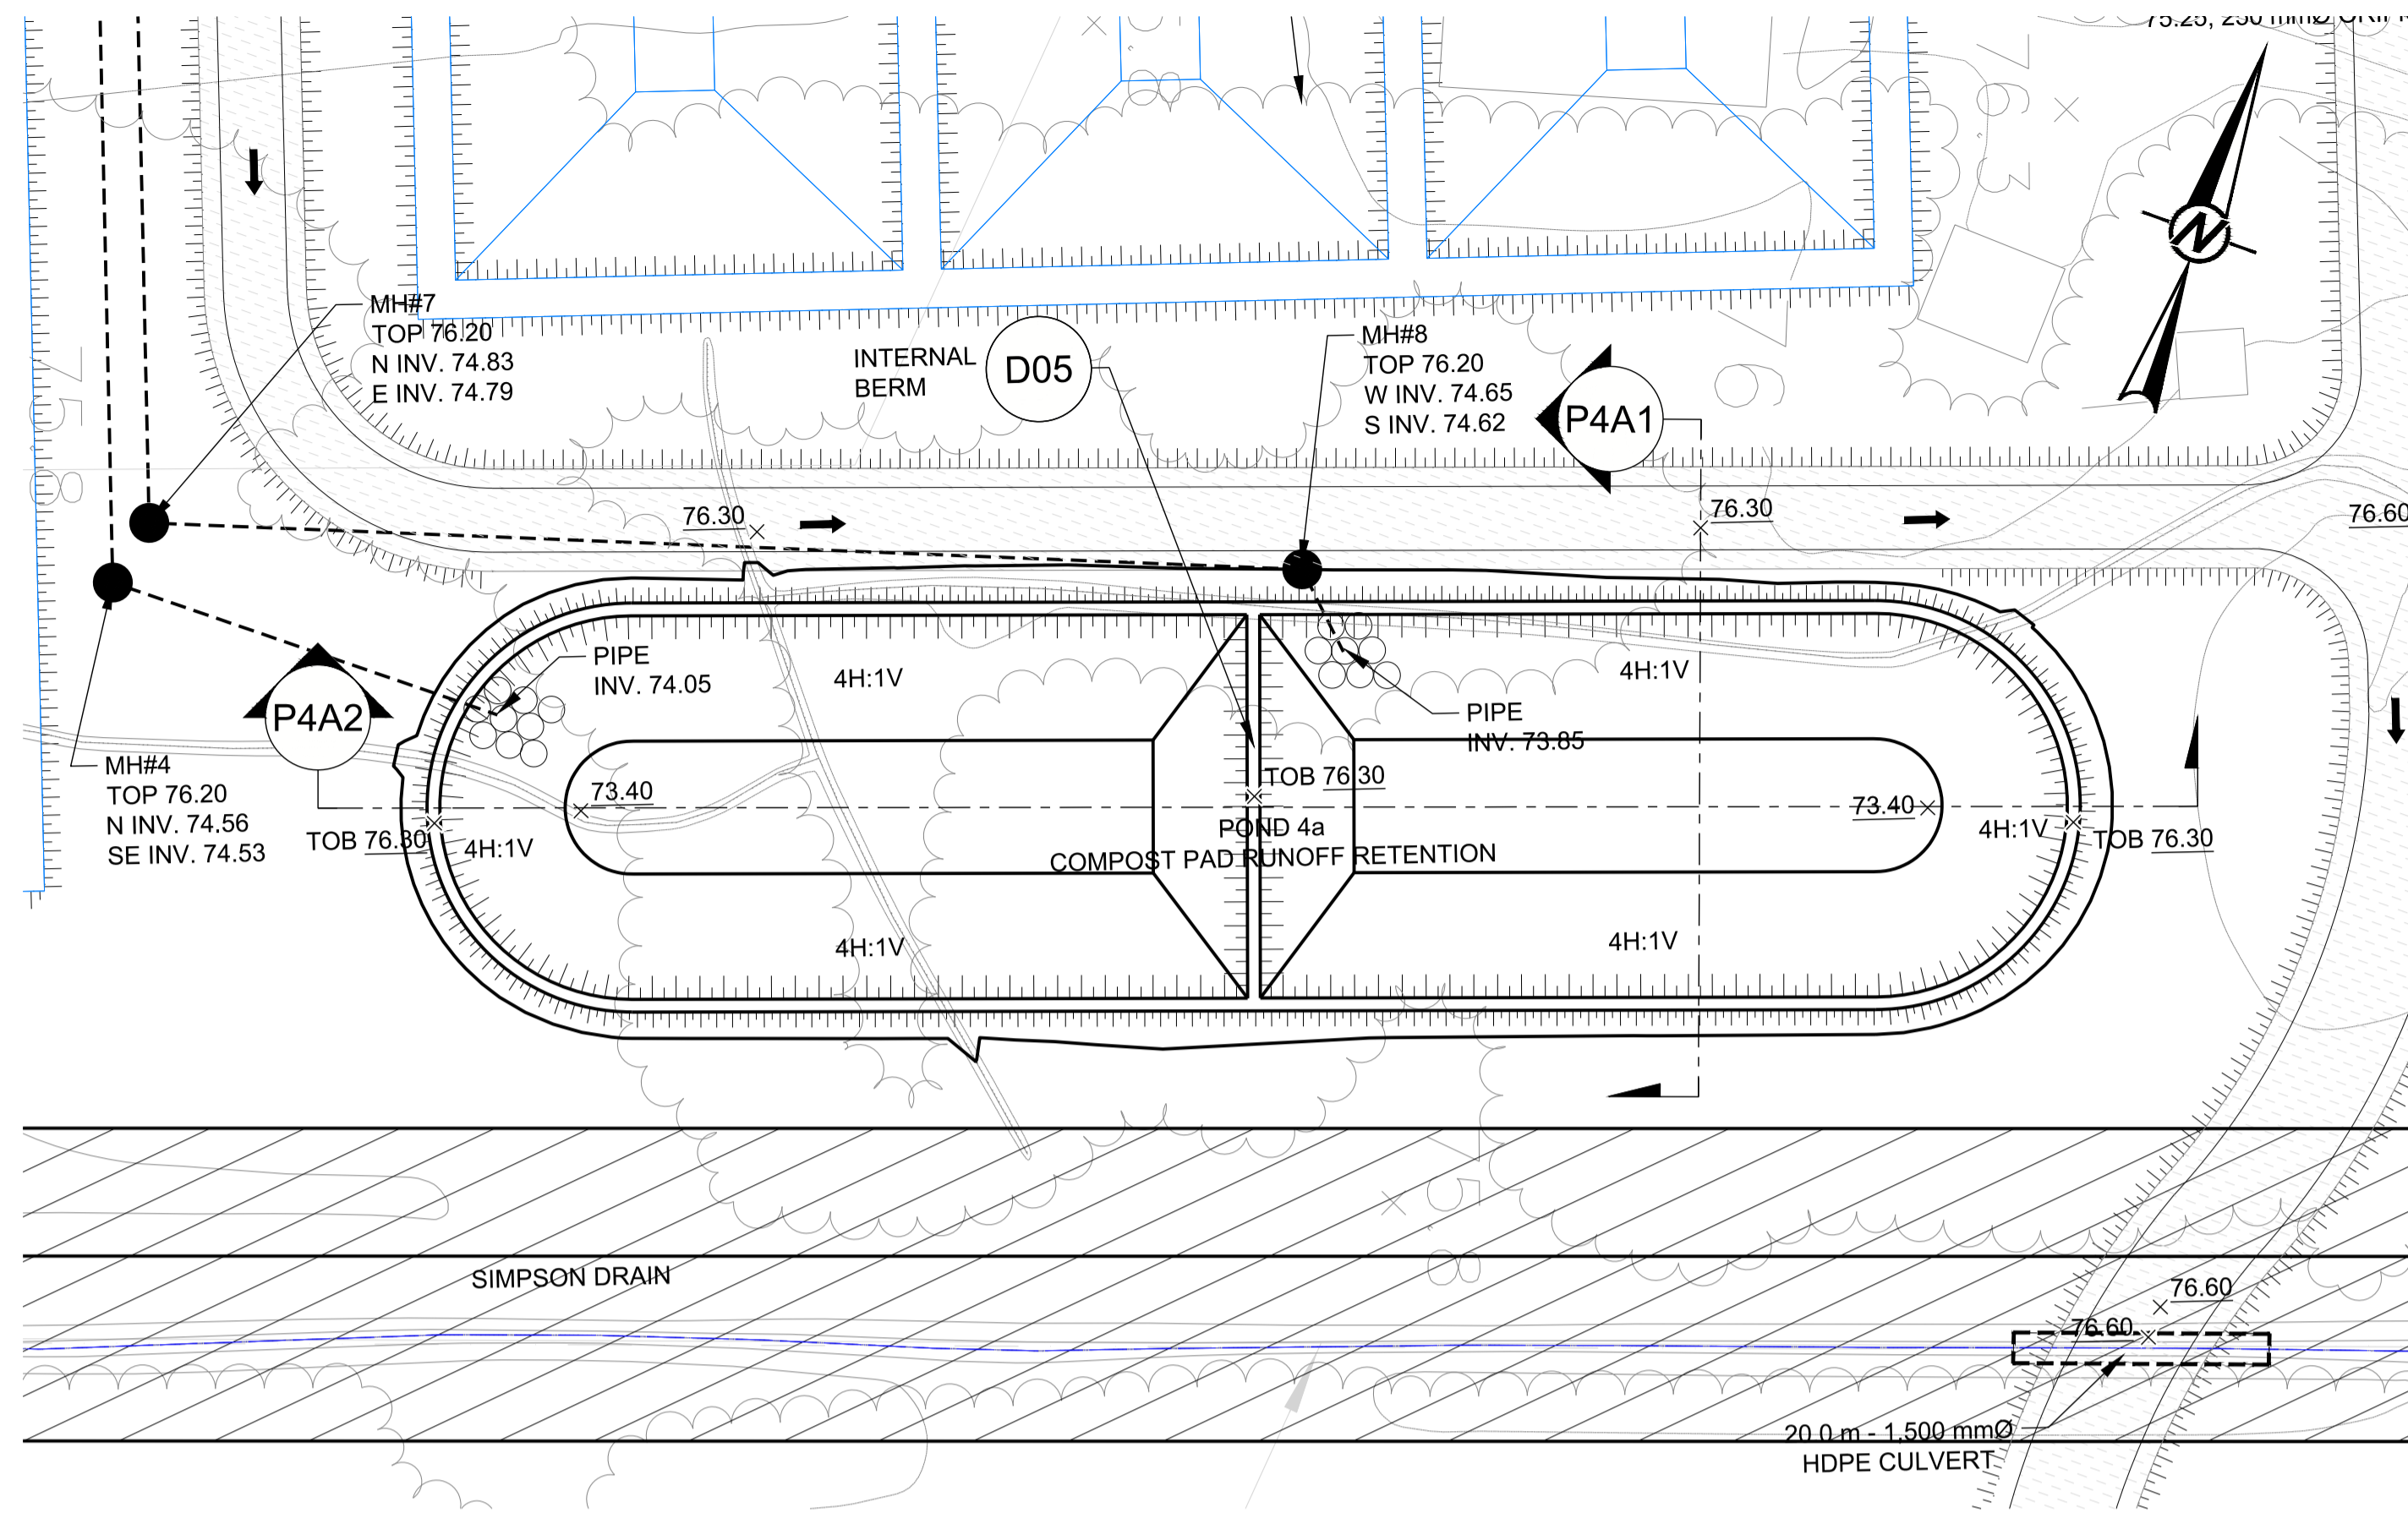 MH#7
TOP 76.20
N INV. 74.83
E INV. 74.79
INTERNAL
BERM
D05
MH#8
TOP 76.20
W INV. 74.65
S INV. 74.62
P4A1
N
76.30
76.30
76.60
PIPE
INV. 74.05
4H:1V
4H:1V
PIPE
INV. 73.85
P4A2
MH#4
TOP 76.20
N INV. 74.56
SE INV. 74.53
73.40
TOB 76.30
73.40
TOB 76.30
4H:1V
POND 4a
COMPOST PAD RUNOFF RETENTION
4H:1V
TOB 76.30
4H:1V
4H:1V
SIMPSON DRAIN
76.60
76.60
20.0 m - 1,500 mmØ
HDPE CULVERT